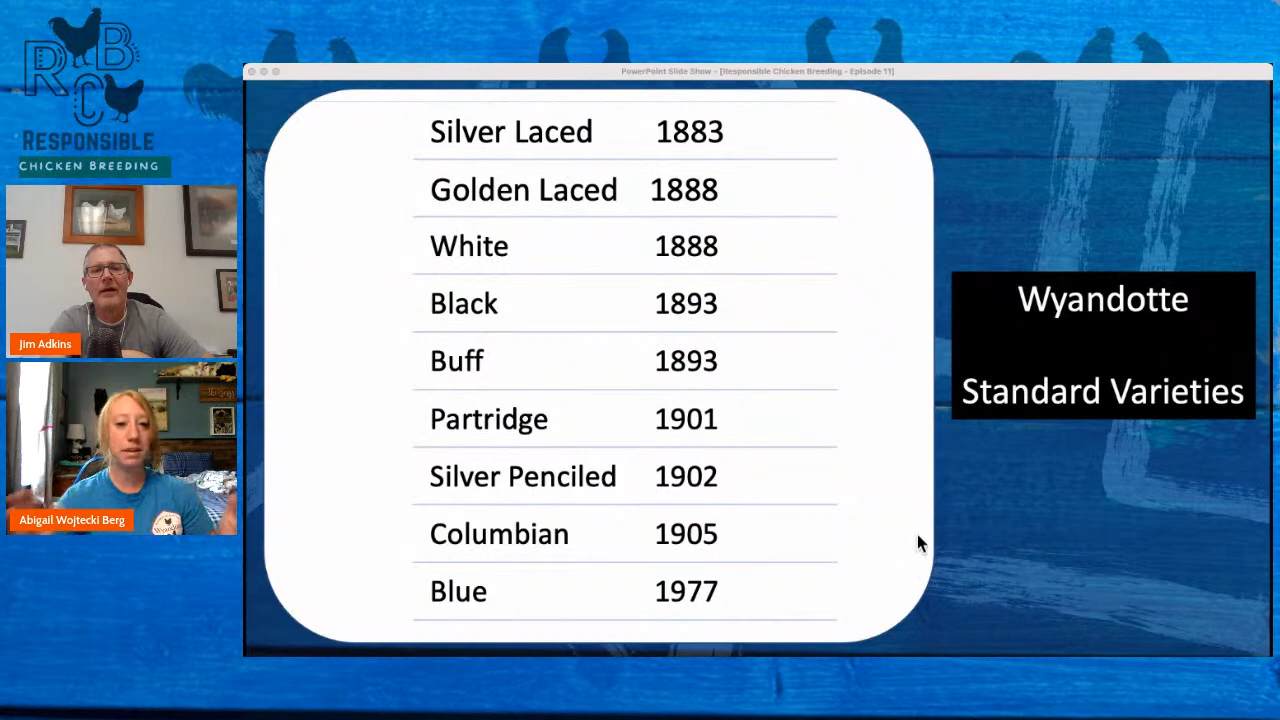 RBC
RESPONSIBLE
CHICKEN BREEDING
PowerPoint Slide Show - [Responsible Chicken Breeding - Episode 11]
Silver Laced 1883
Golden Laced 1888
White 1888
Black 1893
Buff 1893
Partridge 1901
Silver Penciled 1902
Columbian 1905
Blue 1977
Wyandotte
Standard Varieties
Jim Adkins
Abigail Wojtecki Berg